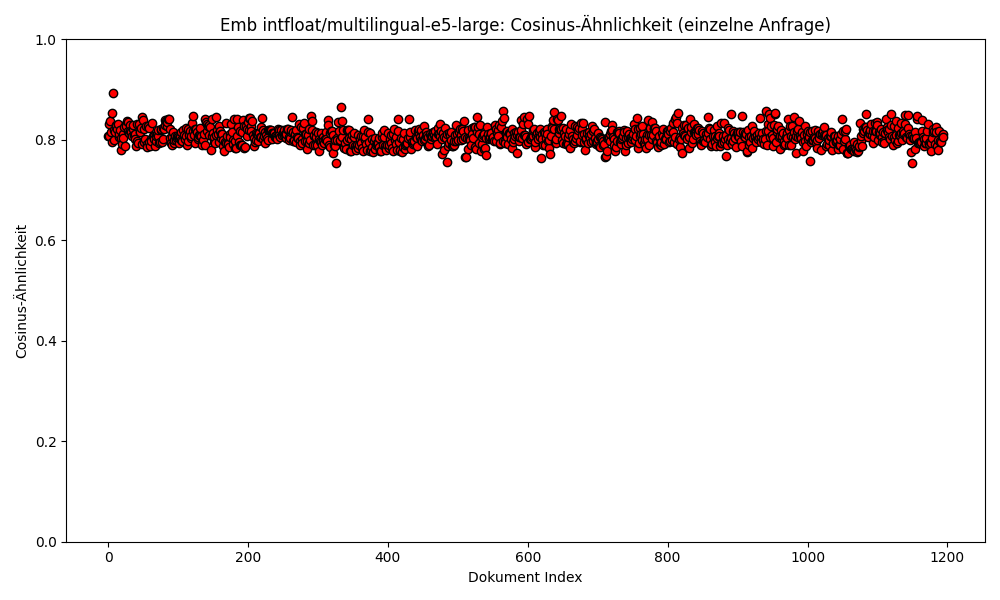 Emb intfloat/multilingual-e5-large: Cosinus-Ähnlichkeit (einzelne Anfrage)
1.0
0.8
0.6
0.4
0.2
0.0
Cosinus-Ähnlichkeit
0 200 400 600 800 1000 1200
Dokument Index